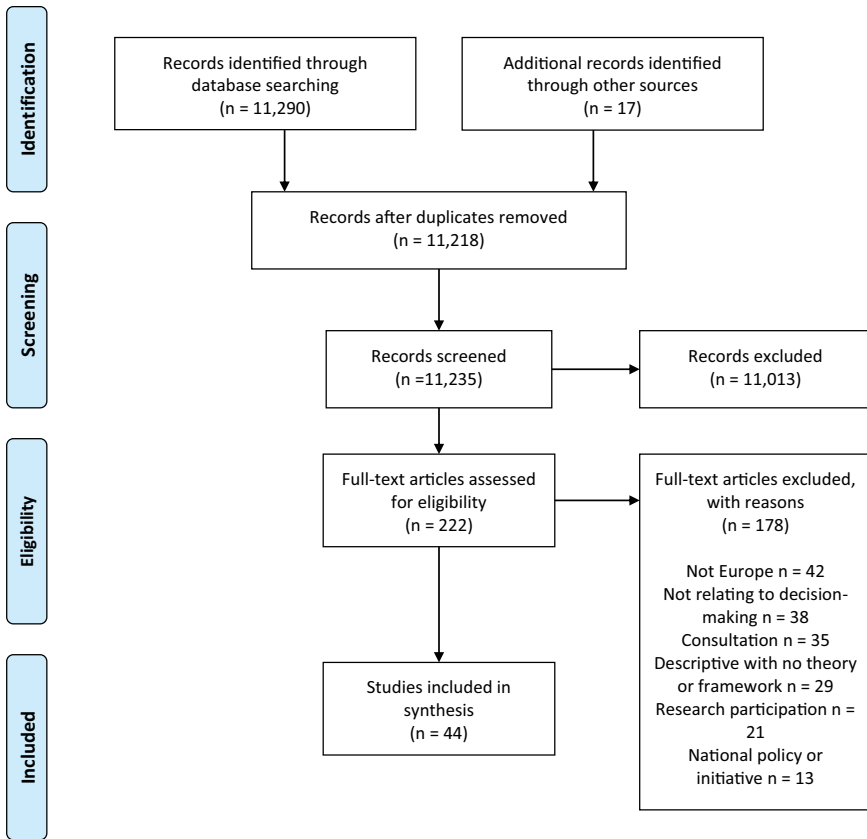 Identification
Records identified through
database searching
(n = 11,290)
Additional records identified
through other sources
(n = 17)
Records after duplicates removed
(n = 11,218)
Screening
Records screened
(n =11,235)
Records excluded
(n = 11,013)
Eligibility
Full-text articles assessed
for eligibility
(n = 222)
Full-text articles excluded,
with reasons
(n = 178)
Not Europe n = 42
Not relating to decision-
making n = 38
Consultation n = 35
Descriptive with no theory
or framework n = 29
Research participation n =
21
National policy or
initiative n = 13
Included
Studies included in
synthesis
(n = 44)